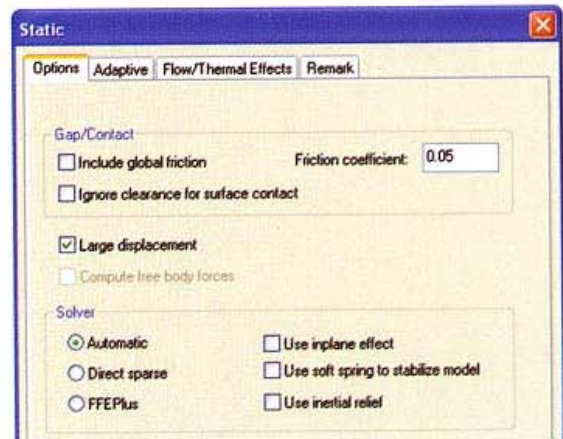 Static
Options Adaptive Flow/Thermal Effects Remark
Gap/Contact
Include global friction Friction coefficient: 0.05
Ignore clearance for surface contact
Large displacement
Compute free body forces
Solver
Automatic Use inplane effect
Direct sparse Use soft spring to stabilize model
FFEPlus Use inertial relief